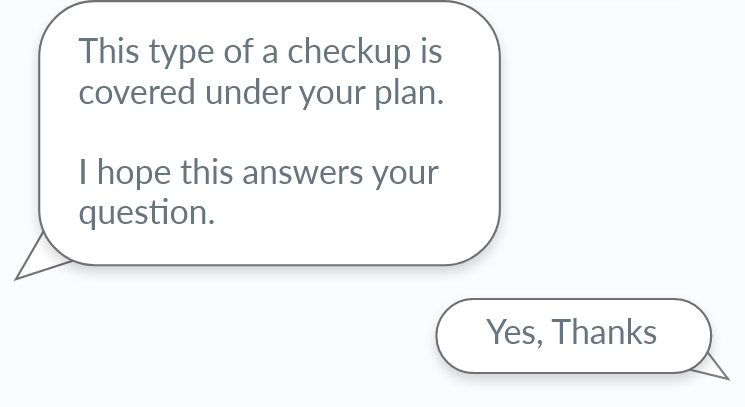 This type of a checkup is
covered under your plan.
I hope this answers your
question.
Yes, Thanks